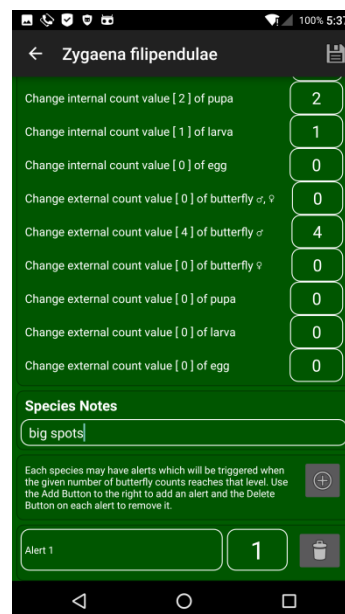 100% 5:37
Zygaena filipendulae
Change internal count value [ 2 ] of pupa 2
Change internal count value [ 1 ] of larva 1
Change internal count value [ 0 ] of egg 0
Change external count value [ 0 ] of butterfly ♂, ♀ 0
Change external count value [ 4 ] of butterfly ♂ 4
Change external count value [ 0 ] of butterfly ♀ 0
Change external count value [ 0 ] of pupa 0
Change external count value [ 0 ] of larva 0
Change external count value [ 0 ] of egg 0
Species Notes
big spots
Each species may have alerts which will be triggered when
the given number of butterfly counts reaches that level. Use
the Add Button to the right to add an alert and the Delete
Button on each alert to remove it.
Alert 1 1